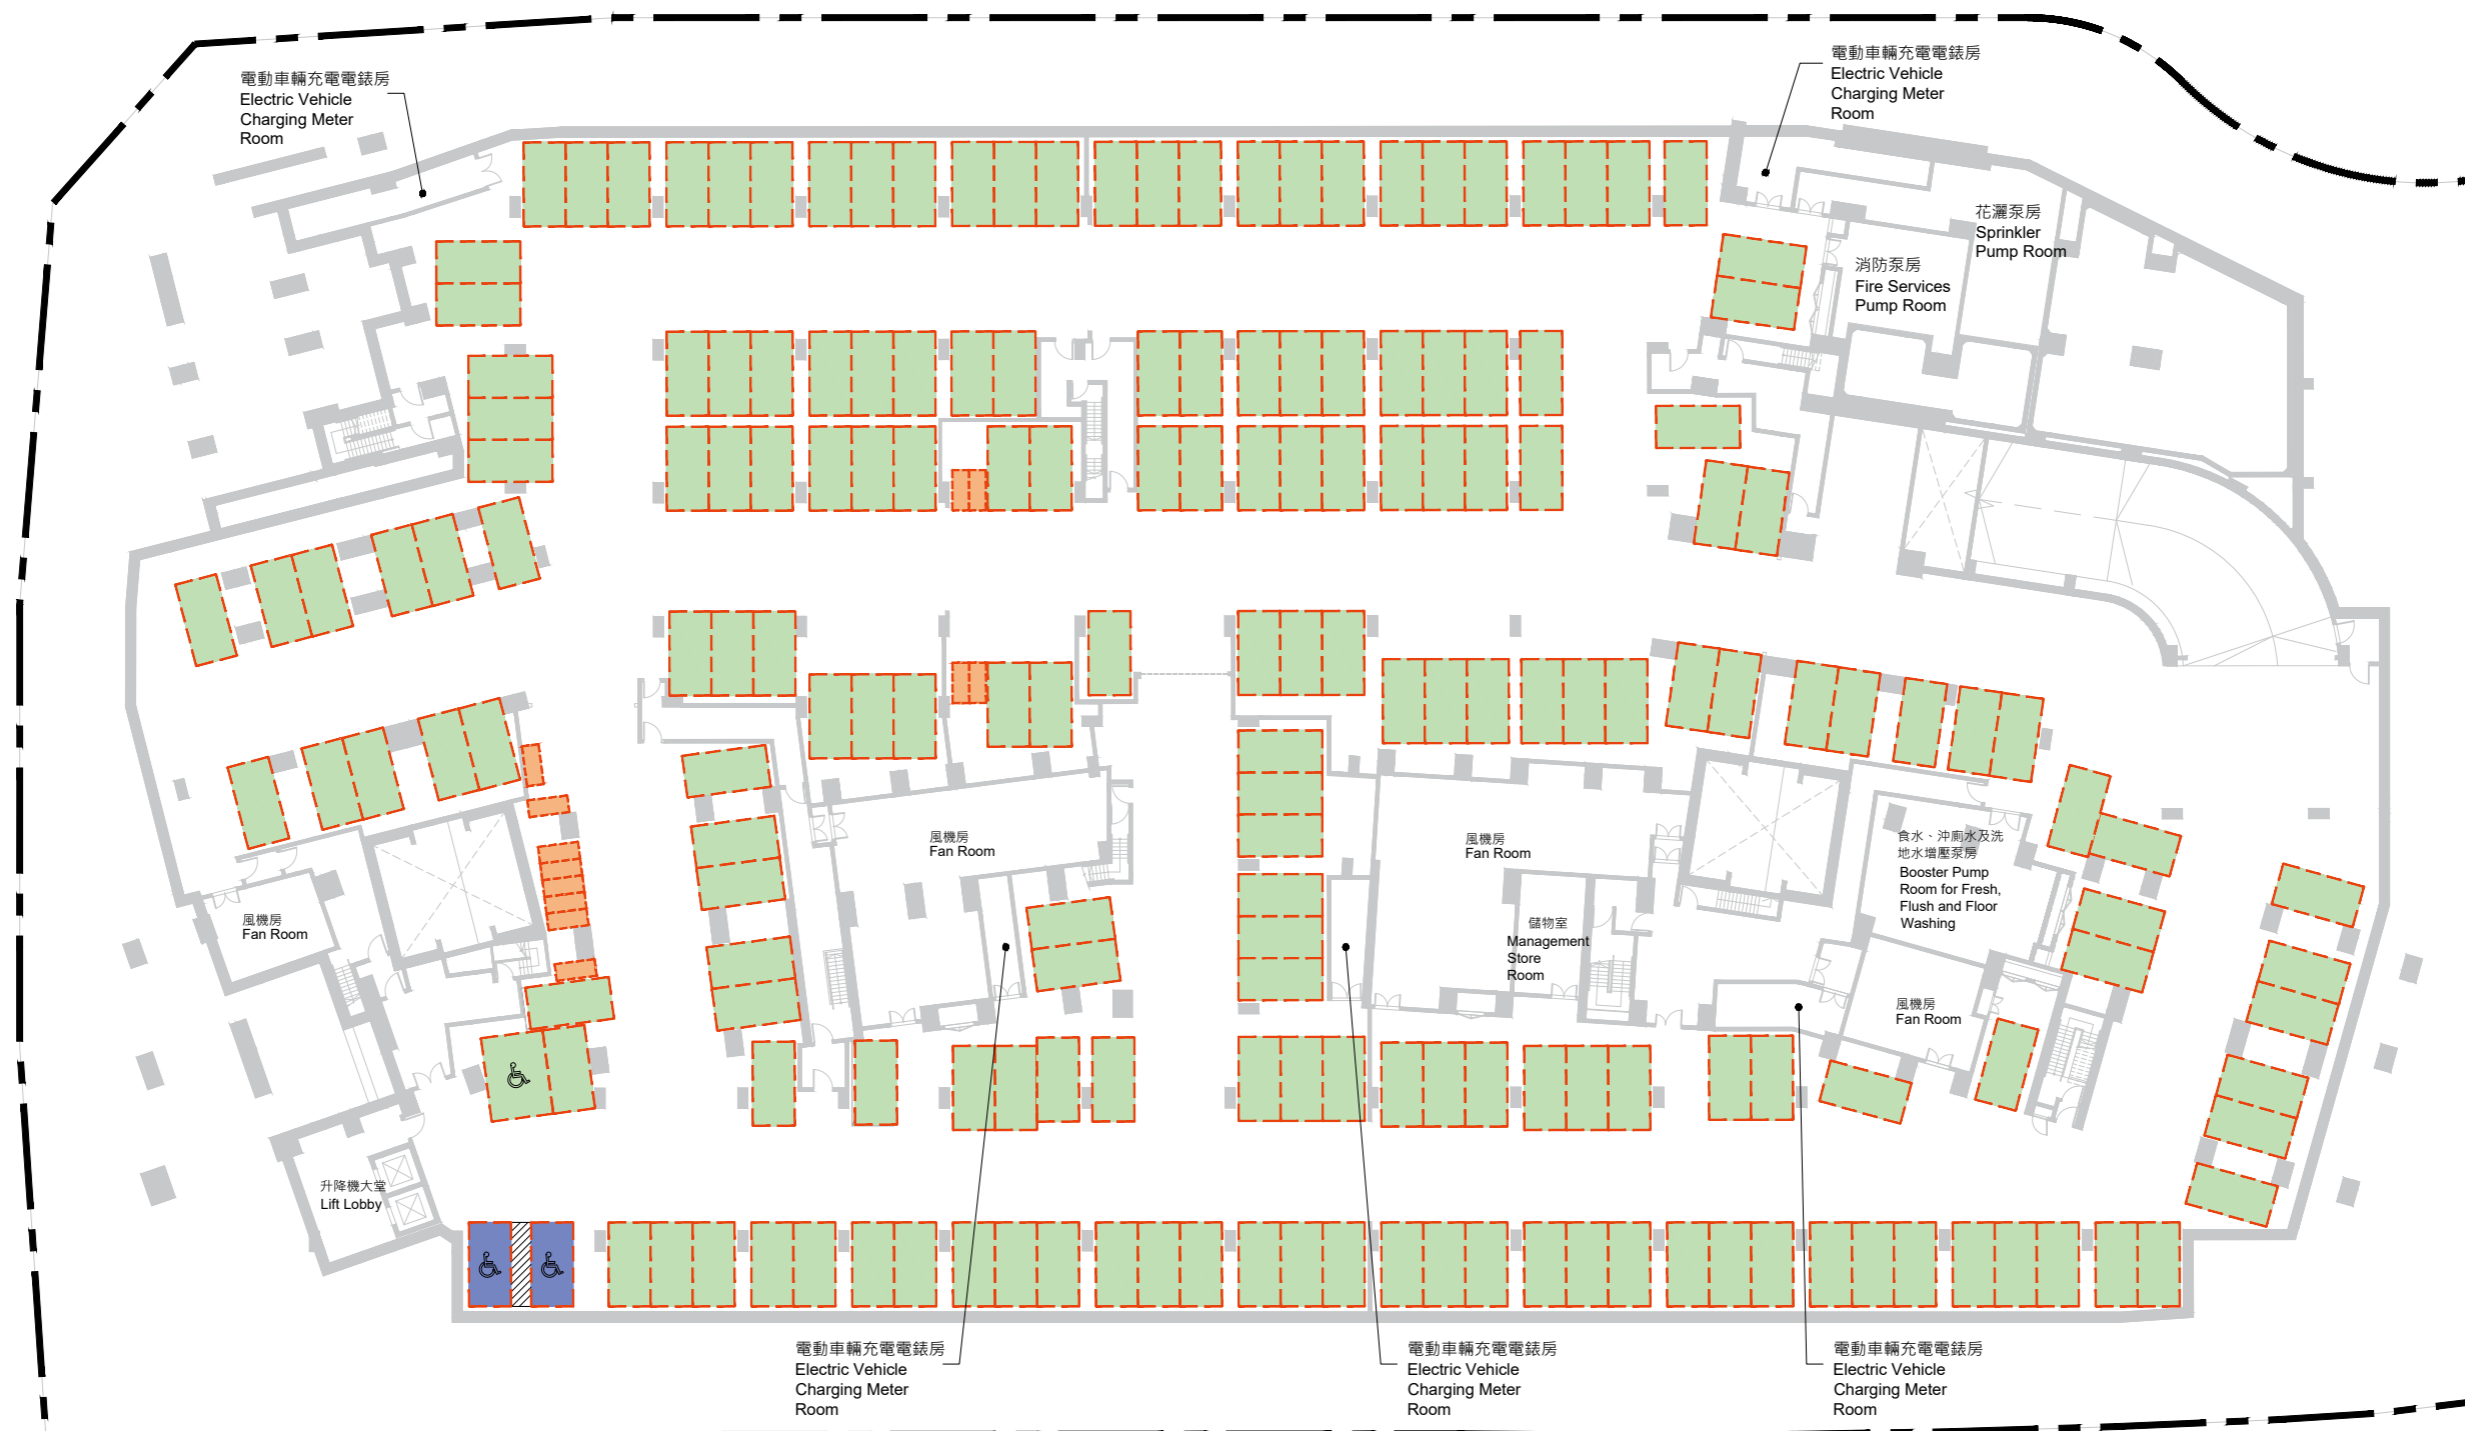 電動車輛充電電錶房
Electric Vehicle
Charging Meter
Room
電動車輛充電電錶房
Electric Vehicle
Charging Meter
Room
花灑泵房
Sprinkler
Pump Room
消防泵房
Fire Services
Pump Room
風機房
Fan Room
風機房
Fan Room
食水、沖廁水及洗
地水增壓泵房
Booster Pump
Room for Fresh,
Flush and Floor
Washing
風機房
Fan Room
儲物室
Management
Store
Room
風機房
Fan Room
升降機大堂
Lift Lobby
電動車輛充電電錶房
Electric Vehicle
Charging Meter
Room
電動車輛充電電錶房
Electric Vehicle
Charging Meter
Room
電動車輛充電電錶房
Electric Vehicle
Charging Meter
Room